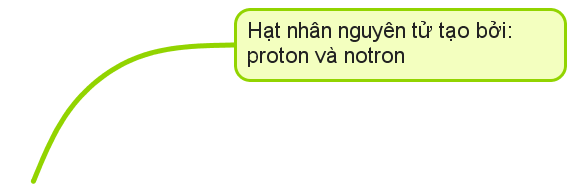 Hạt nhân nguyên tử tạo bởi:
proton và notron